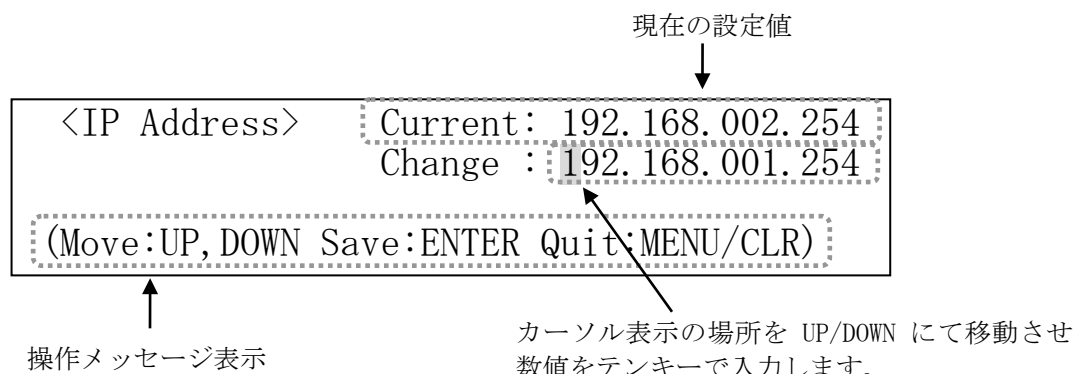 現在の設定値
<IP Address> Current: 192.168.002.254
Change : 192.168.001.254
(Move:UP,DOWN Save:ENTER Quit:MENU/CLR)
操作メッセージ表示
カーソル表示の場所を UP/DOWN にて移動させ
数値をテンキーで入力します。